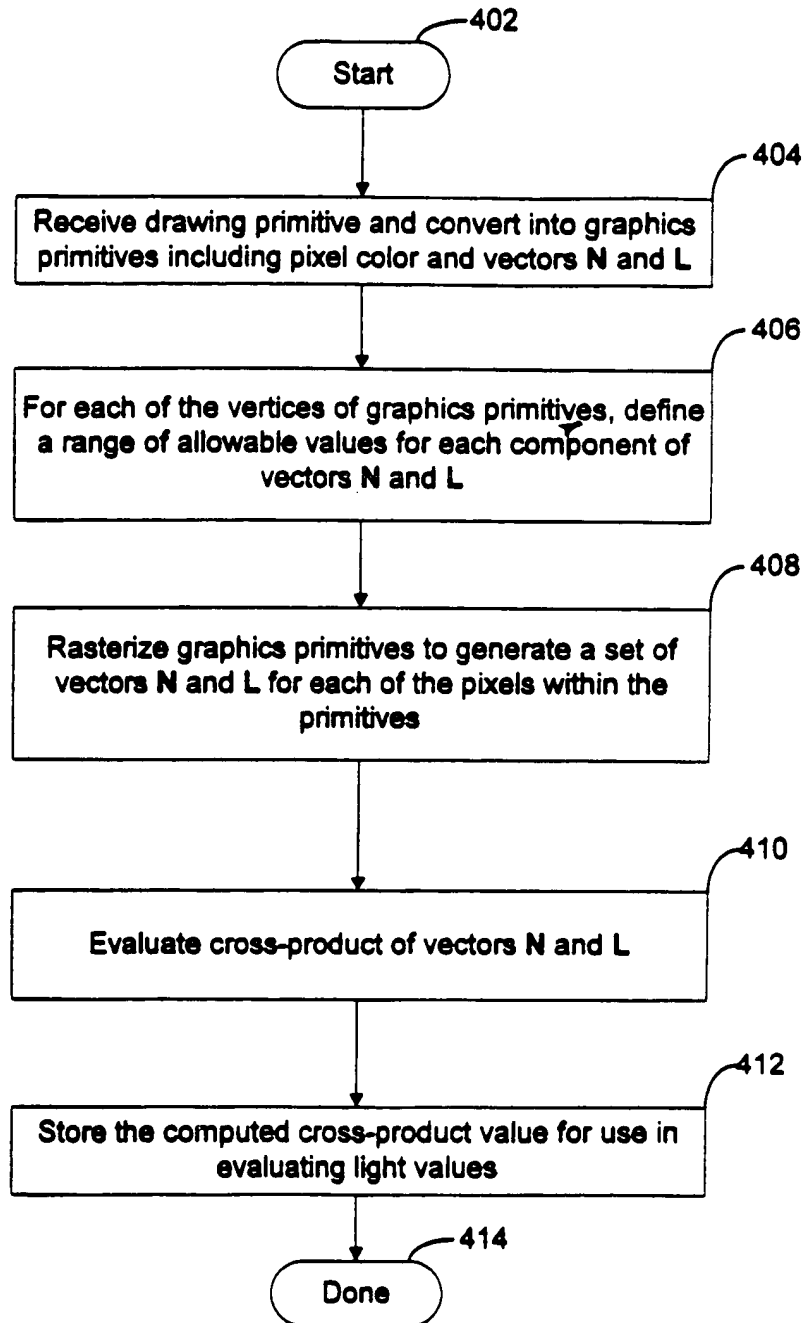 402
Start
404
Receive drawing primitive and convert into graphics
primitives including pixel color and vectors N and L
406
For each of the vertices of graphics primitives, define
a range of allowable values for each component of
vectors N and L
408
Rasterize graphics primitives to generate a set of
vectors N and L for each of the pixels within the
primitives
410
Evaluate cross-product of vectors N and L
412
Store the computed cross-product value for use in
evaluating light values
414
Done